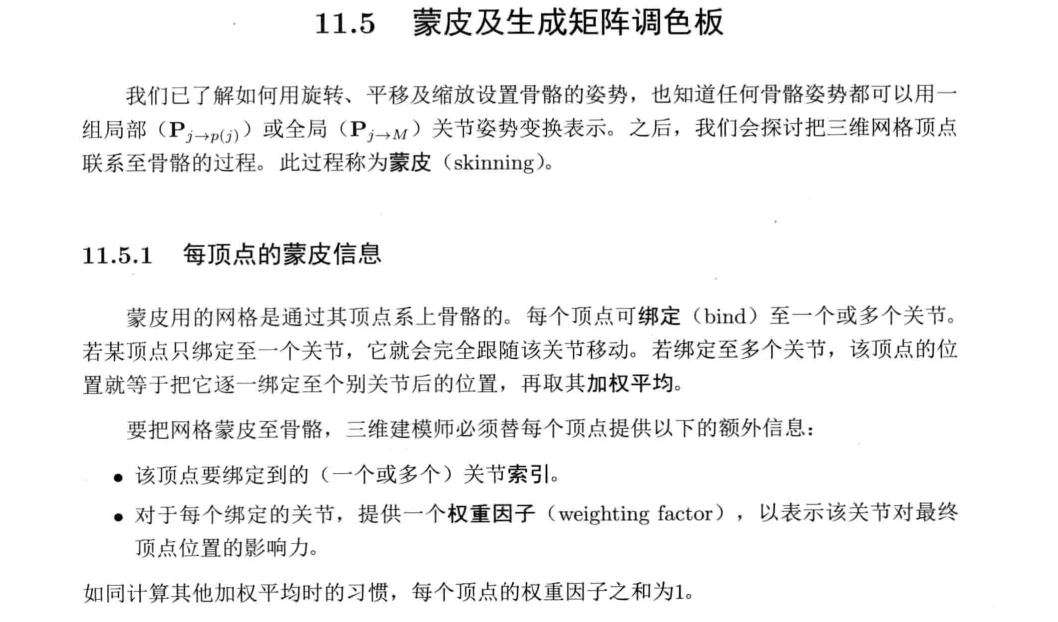 11.5 蒙皮及生成矩阵调色板
我们已了解如何用旋转、平移及缩放设置骨骼的姿势，也知道任何骨骼姿势都可以用一
组局部（P_{j→p(j)}）或全局（P_{j→M}）关节姿势变换表示。之后，我们会探讨把三维网格顶点
联系至骨骼的过程。此过程称为蒙皮（skinning）。
11.5.1 每顶点的蒙皮信息
蒙皮用的网格是通过其顶点系上骨骼的。每个顶点可绑定（bind）至一个或多个关节。
若某顶点只绑定至一个关节，它就会完全跟随该关节移动。若绑定至多个关节，该顶点的位
置就等于把它逐一绑定至个别关节后的位置，再取其加权平均。
要把网格蒙皮至骨骼，三维建模师必须替每个顶点提供以下的额外信息：
• 该顶点要绑定到的（一个或多个）关节索引。
• 对于每个绑定的关节，提供一个权重因子（weighting factor），以表示该关节对最终
顶点位置的影响力。
如同计算其他加权平均时的习惯，每个顶点的权重因子之和为1。